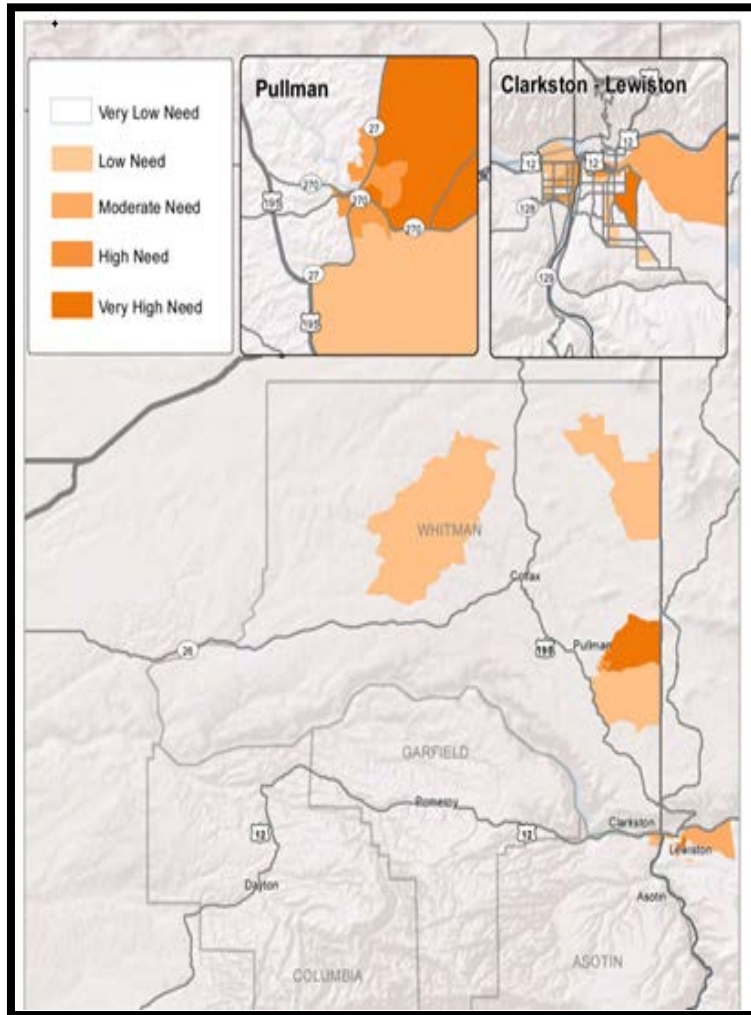 Very Low Need
Low Need
Moderate Need
High Need
Very High Need
Pullman
27
270
270
195
270
27
195
Clarkston - Lewiston
12
12
12
128
129
WHITMAN
Colfax
Pullman
195
26
GARFIELD
Pomeroy
Clarkston
12
12
Lewiston
Dayton
Asotin
COLUMBIA
ASOTIN